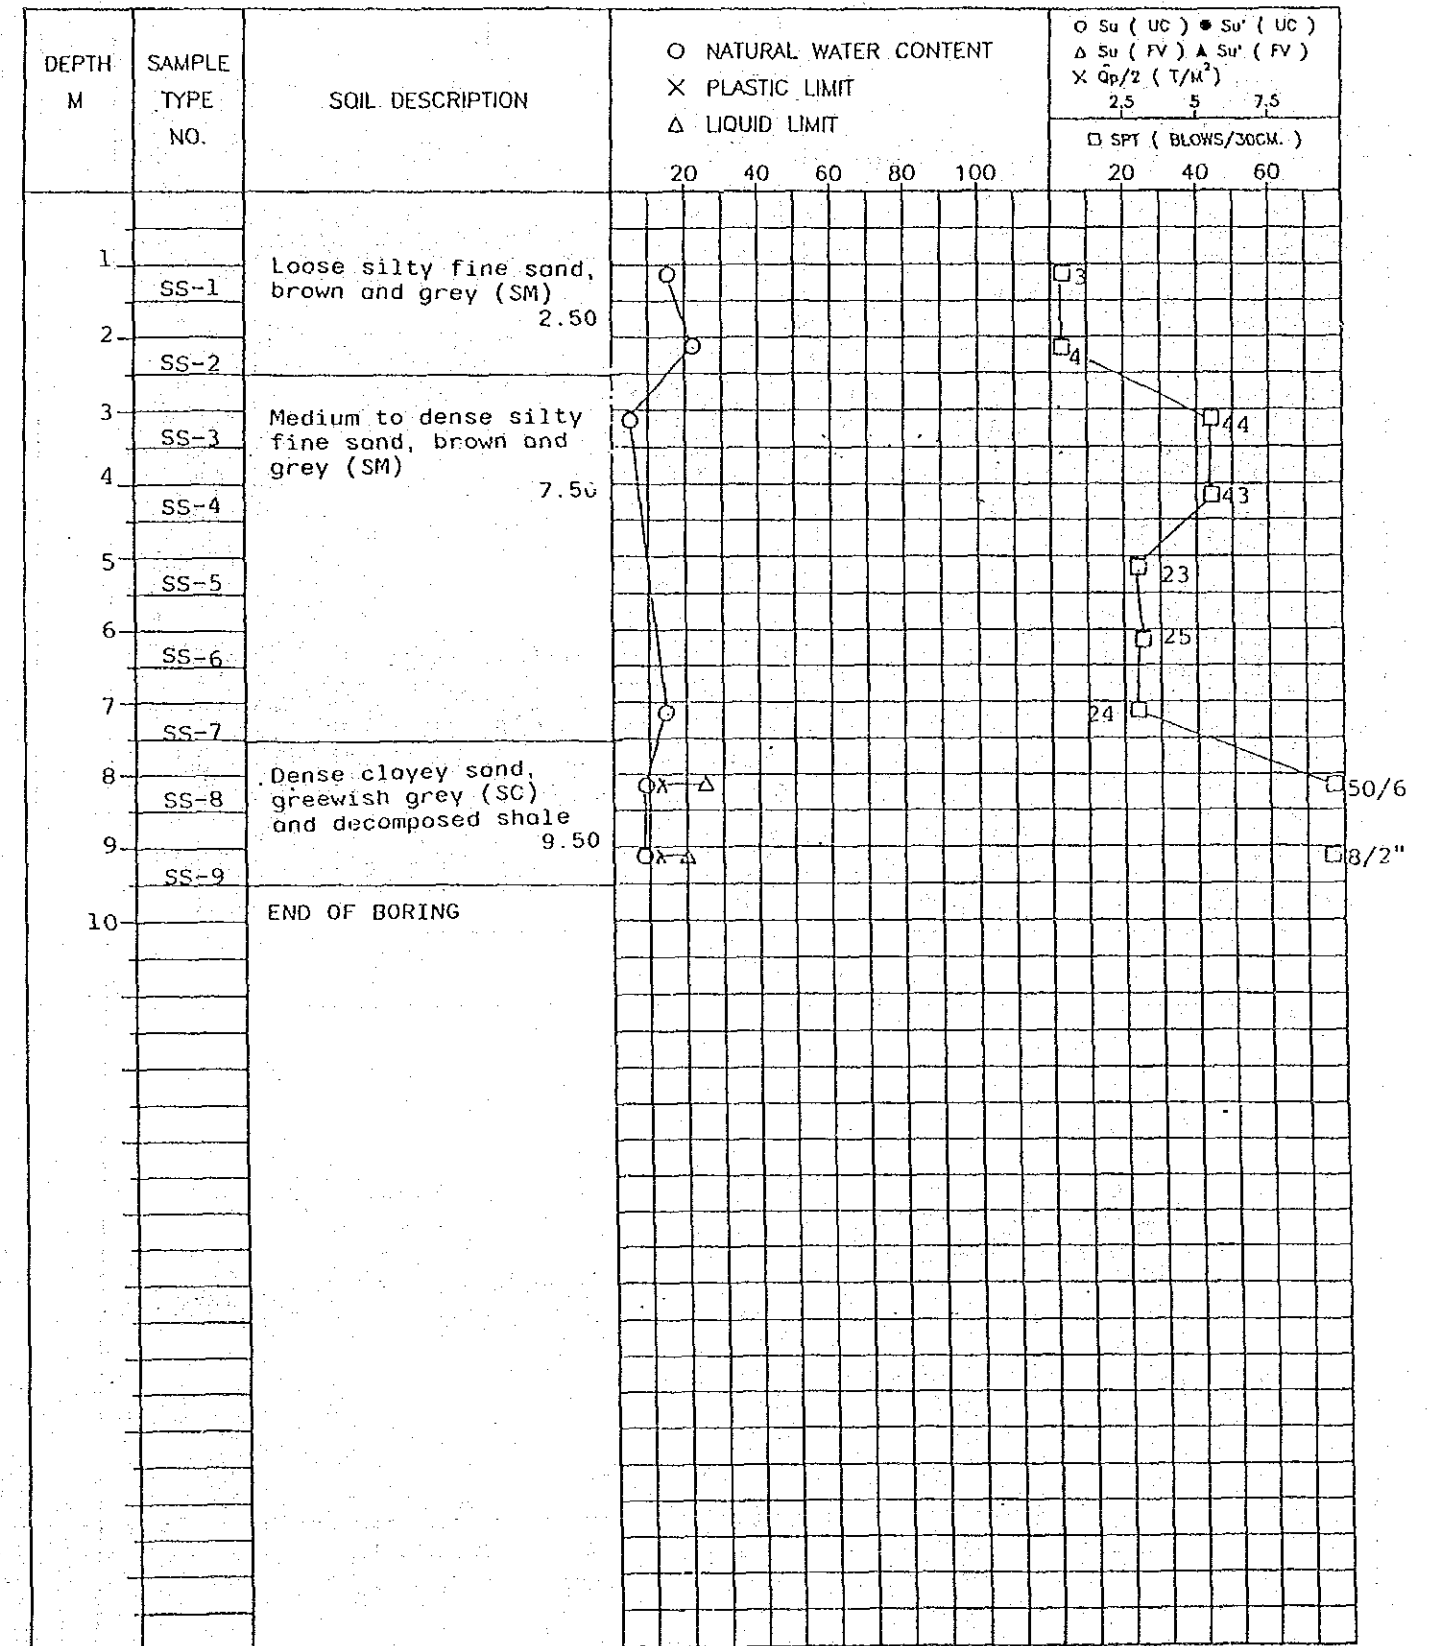 DEPTH
M
SAMPLE
TYPE
NO.
SOIL DESCRIPTION
O NATURAL WATER CONTENT
X PLASTIC LIMIT
Δ LIQUID LIMIT
20 40 60 80 100
O Su ( UC ) ● Su' ( UC )
Δ Su ( FV ) ▲ Su' ( FV )
X Qp/2 ( T/M² )
2.5 5 7.5
□ SPT ( BLOWS/30CM. )
20 40 60
1
SS-1
Loose silty fine sand,
brown and grey (SM)
2.50
3
2
SS-2
4
3
SS-3
Medium to dense silty
fine sand, brown and
grey (SM)
7.50
44
4
SS-4
43
5
SS-5
23
6
SS-6
25
7
SS-7
24
8
SS-8
Dense clayey sand,
greewish grey (SC)
and decomposed shale
9.50
50/6
9
SS-9
8/2"
10
END OF BORING